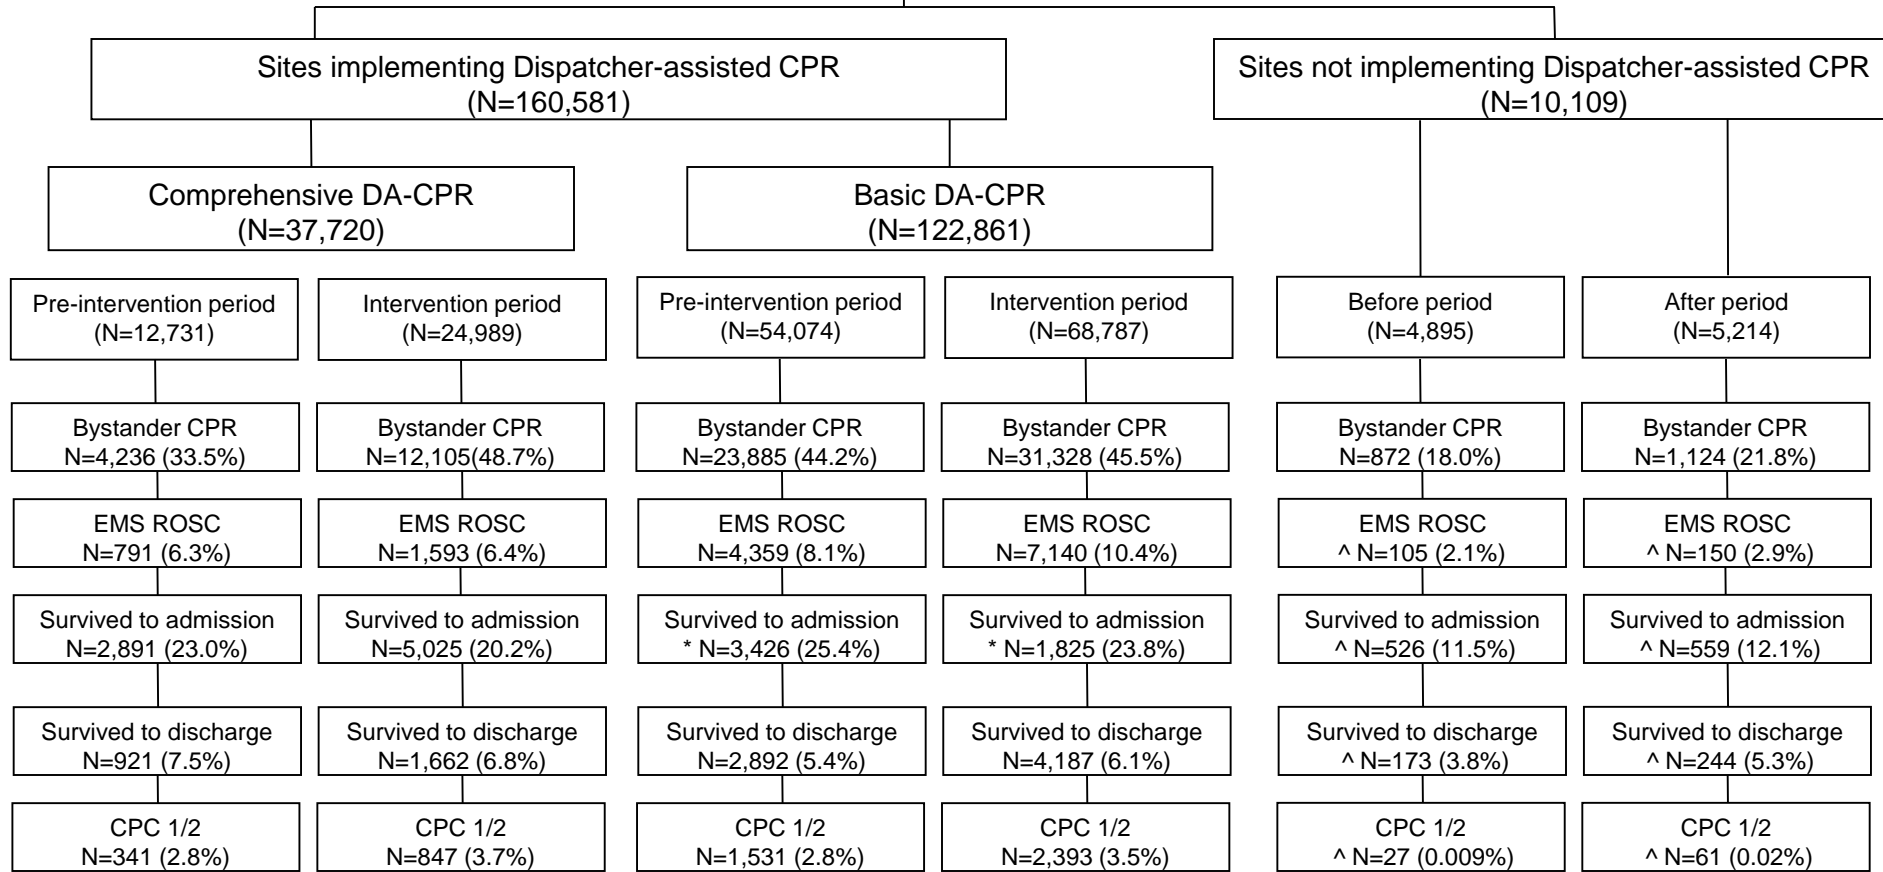 Sites implementing Dispatcher-assisted CPR
(N=160,581)
Sites not implementing Dispatcher-assisted CPR
(N=10,109)
Comprehensive DA-CPR
(N=37,720)
Basic DA-CPR
(N=122,861)
Pre-intervention period
(N=12,731)
Intervention period
(N=24,989)
Pre-intervention period
(N=54,074)
Intervention period
(N=68,787)
Before period
(N=4,895)
After period
(N=5,214)
Bystander CPR
N=4,236 (33.5%)
Bystander CPR
N=12,105(48.7%)
Bystander CPR
N=23,885 (44.2%)
Bystander CPR
N=31,328 (45.5%)
Bystander CPR
N=872 (18.0%)
Bystander CPR
N=1,124 (21.8%)
EMS ROSC
N=791 (6.3%)
EMS ROSC
N=1,593 (6.4%)
EMS ROSC
N=4,359 (8.1%)
EMS ROSC
N=7,140 (10.4%)
EMS ROSC
^ N=105 (2.1%)
EMS ROSC
^ N=150 (2.9%)
Survived to admission
N=2,891 (23.0%)
Survived to admission
N=5,025 (20.2%)
Survived to admission
* N=3,426 (25.4%)
Survived to admission
* N=1,825 (23.8%)
Survived to admission
^ N=526 (11.5%)
Survived to admission
^ N=559 (12.1%)
Survived to discharge
N=921 (7.5%)
Survived to discharge
N=1,662 (6.8%)
Survived to discharge
N=2,892 (5.4%)
Survived to discharge
N=4,187 (6.1%)
Survived to discharge
^ N=173 (3.8%)
Survived to discharge
^ N=244 (5.3%)
CPC 1/2
N=341 (2.8%)
CPC 1/2
N=847 (3.7%)
CPC 1/2
N=1,531 (2.8%)
CPC 1/2
N=2,393 (3.5%)
CPC 1/2
^ N=27 (0.009%)
CPC 1/2
^ N=61 (0.02%)